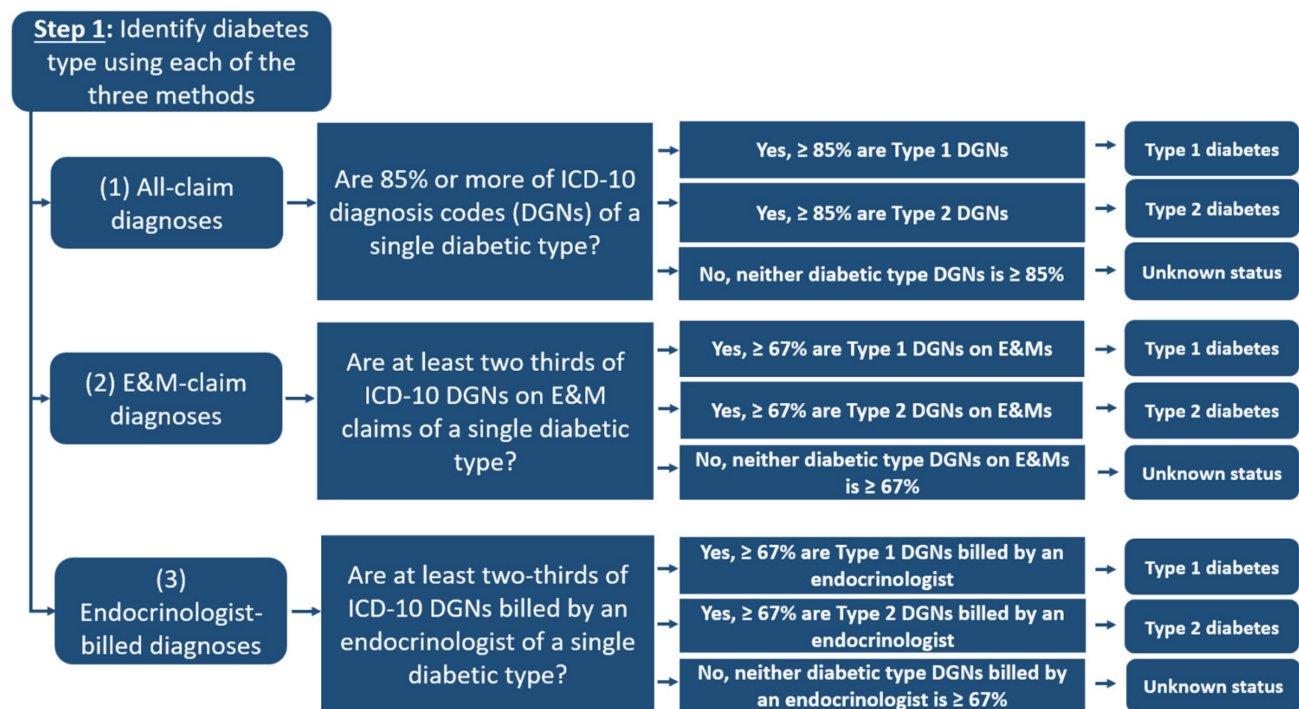 Step 1: Identify diabetes
type using each of the
three methods
(1) All-claim
diagnoses
Are 85% or more of ICD-10
diagnosis codes (DGNs) of a
single diabetic type?
Yes, ≥ 85% are Type 1 DGNs
Type 1 diabetes
Yes, ≥ 85% are Type 2 DGNs
Type 2 diabetes
No, neither diabetic type DGNs is ≥ 85%
Unknown status
(2) E&M-claim
diagnoses
Are at least two thirds of
ICD-10 DGNs on E&M
claims of a single diabetic
type?
Yes, ≥ 67% are Type 1 DGNs on E&Ms
Type 1 diabetes
Yes, ≥ 67% are Type 2 DGNs on E&Ms
Type 2 diabetes
No, neither diabetic type DGNs on E&Ms
is ≥ 67%
Unknown status
(3)
Endocrinologist-
billed diagnoses
Are at least two-thirds of
ICD-10 DGNs billed by an
endocrinologist of a single
diabetic type?
Yes, ≥ 67% are Type 1 DGNs billed by an
endocrinologist
Type 1 diabetes
Yes, ≥ 67% are Type 2 DGNs billed by an
endocrinologist
Type 2 diabetes
No, neither diabetic type DGNs billed by
an endocrinologist is ≥ 67%
Unknown status